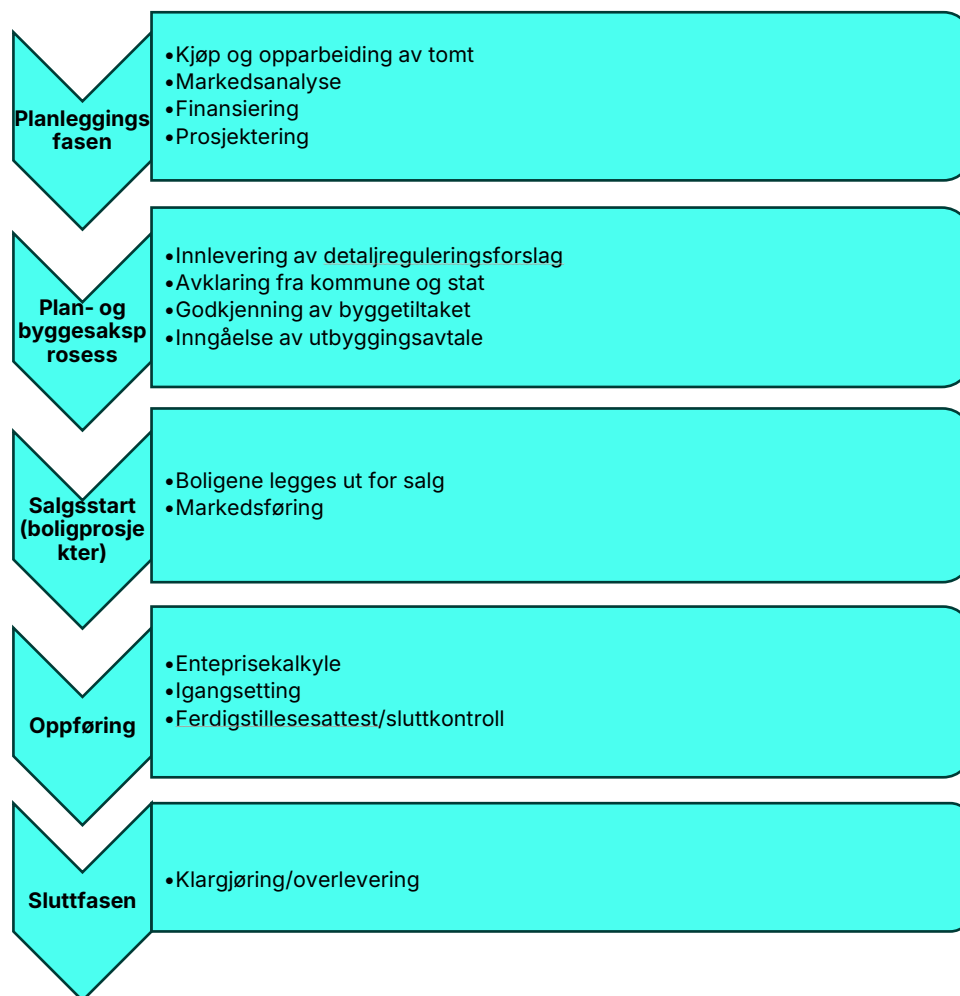 Planleggings
fasen
•Kjøp og opparbeiding av tomt
•Markedsanalyse
•Finansiering
•Prosjektering
Plan- og
byggesaksp
rosess
•Innlevering av detaljreguleringsforslag
•Avklaring fra kommune og stat
•Godkjenning av byggetiltaket
•Inngåelse av utbyggingsavtale
Salgsstart
(boligprosje
kter)
•Boligene legges ut for salg
•Markedsføring
Oppføring
•Enteprisekalkyle
•Igangsetting
•Ferdigstillesesattest/sluttkontroll
Sluttfasen
•Klargjøring/overlevering